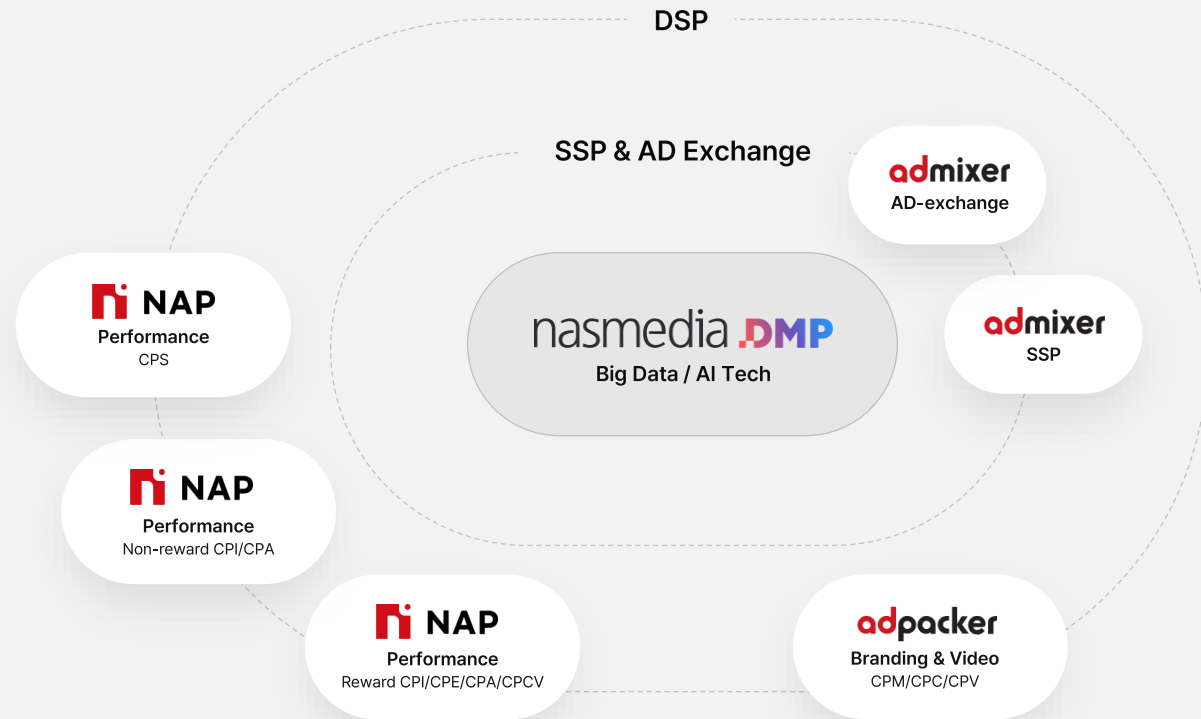 DSP
SSP & AD Exchange
admixer
AD-exchange
nasmedia DMP
Big Data / AI Tech
admixer
SSP
NAP
Performance
CPS
NAP
Performance
Non-reward CPI/CPA
NAP
Performance
Reward CPI/CPE/CPA/CPCV
adpacker
Branding & Video
CPM/CPC/CPV